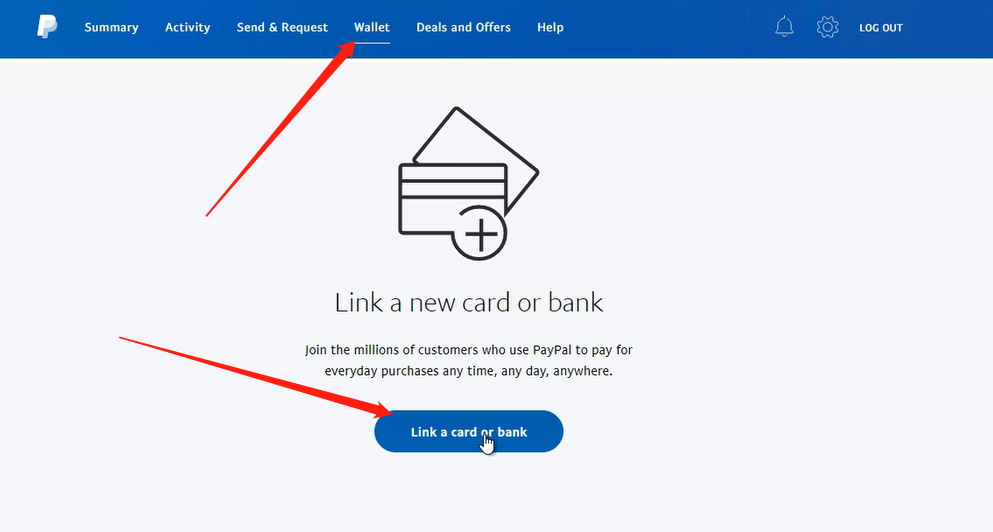 Summary Activity Send & Request Wallet Deals and Offers Help LOG OUT
Link a new card or bank
Join the millions of customers who use PayPal to pay for
everyday purchases any time, any day, anywhere.
Link a card or bank